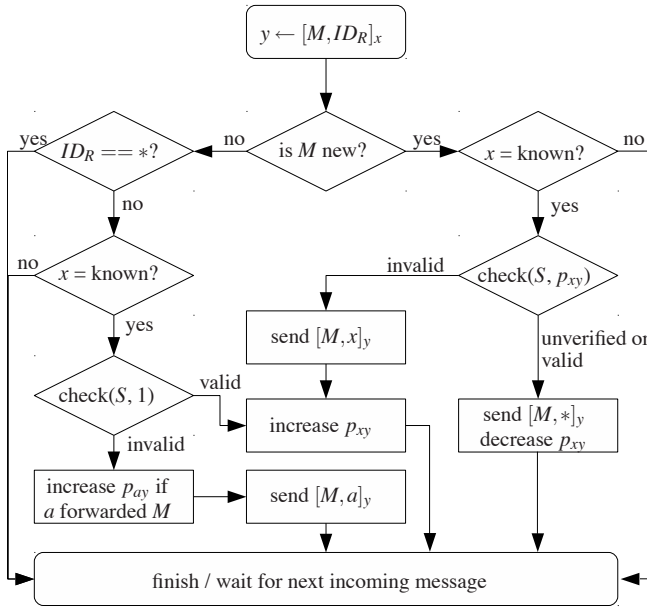 y ← [M, ID_R]_x
yes
ID_R == *?
no
is M new?
yes
x = known?
no
no
yes
no
x = known?
invalid
check(S, p_xy)
yes
send [M, x]_y
unverified or
valid
check(S, 1)
valid
increase p_xy
send [M, *]_y
decrease p_xy
invalid
increase p_ay if
a forwarded M
send [M, a]_y
finish / wait for next incoming message